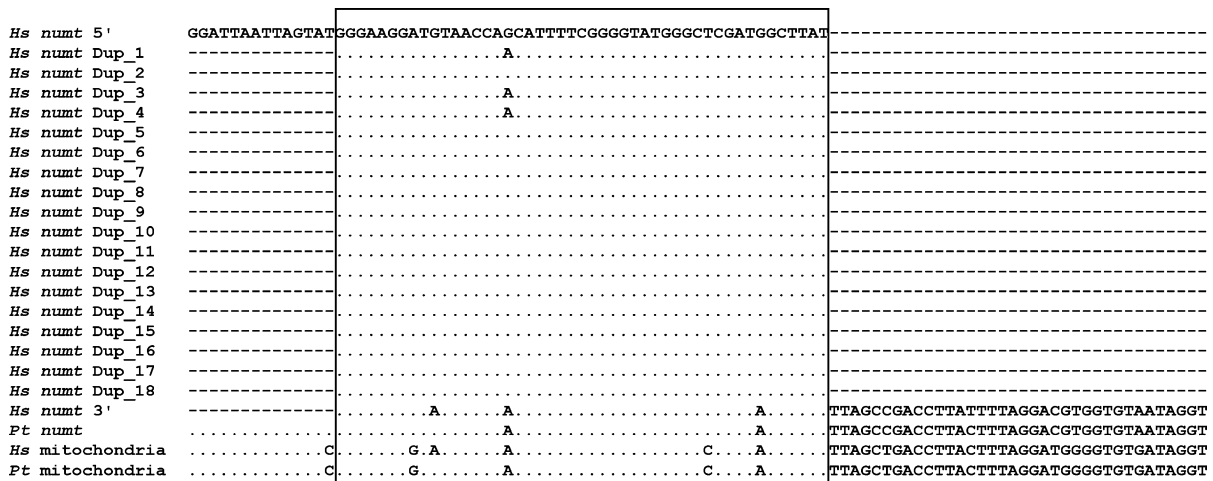 Hs numt 5' GGATTAATTAGTATGGGAAGGATGTAACCAGCATTTTCGGGGTATGGGCTCGATGGCTTAT------------------------------------
Hs numt Dup_1 --------------................A..............................------------------------------------
Hs numt Dup_2 --------------...............................................------------------------------------
Hs numt Dup_3 --------------................A..............................------------------------------------
Hs numt Dup_4 --------------................A..............................------------------------------------
Hs numt Dup_5 --------------...............................................------------------------------------
Hs numt Dup_6 --------------...............................................------------------------------------
Hs numt Dup_7 --------------...............................................------------------------------------
Hs numt Dup_8 --------------...............................................------------------------------------
Hs numt Dup_9 --------------...............................................------------------------------------
Hs numt Dup_10 --------------...............................................------------------------------------
Hs numt Dup_11 --------------...............................................------------------------------------
Hs numt Dup_12 --------------...............................................------------------------------------
Hs numt Dup_13 --------------...............................................------------------------------------
Hs numt Dup_14 --------------...............................................------------------------------------
Hs numt Dup_15 --------------...............................................------------------------------------
Hs numt Dup_16 --------------...............................................------------------------------------
Hs numt Dup_17 --------------...............................................------------------------------------
Hs numt Dup_18 --------------...............................................------------------------------------
Hs numt 3' --------------.........A......A.......................A......TTAGCCGACCTTATTTTAGGACGTGGTGTAATAGGT
Pt numt ..............................A.......................A......TTAGCCGACCTTACTTTAGGACGTGGTGTAATAGGT
Hs mitochondria .............C.......G.A......A..................C....A......TTAGCTGACCTTACTTTAGGATGGGGTGTGATAGGT
Pt mitochondria .............C.......G........A..................C....A......TTAGCTGACCTTACTTTAGGATGGGGTGTGATAGGT